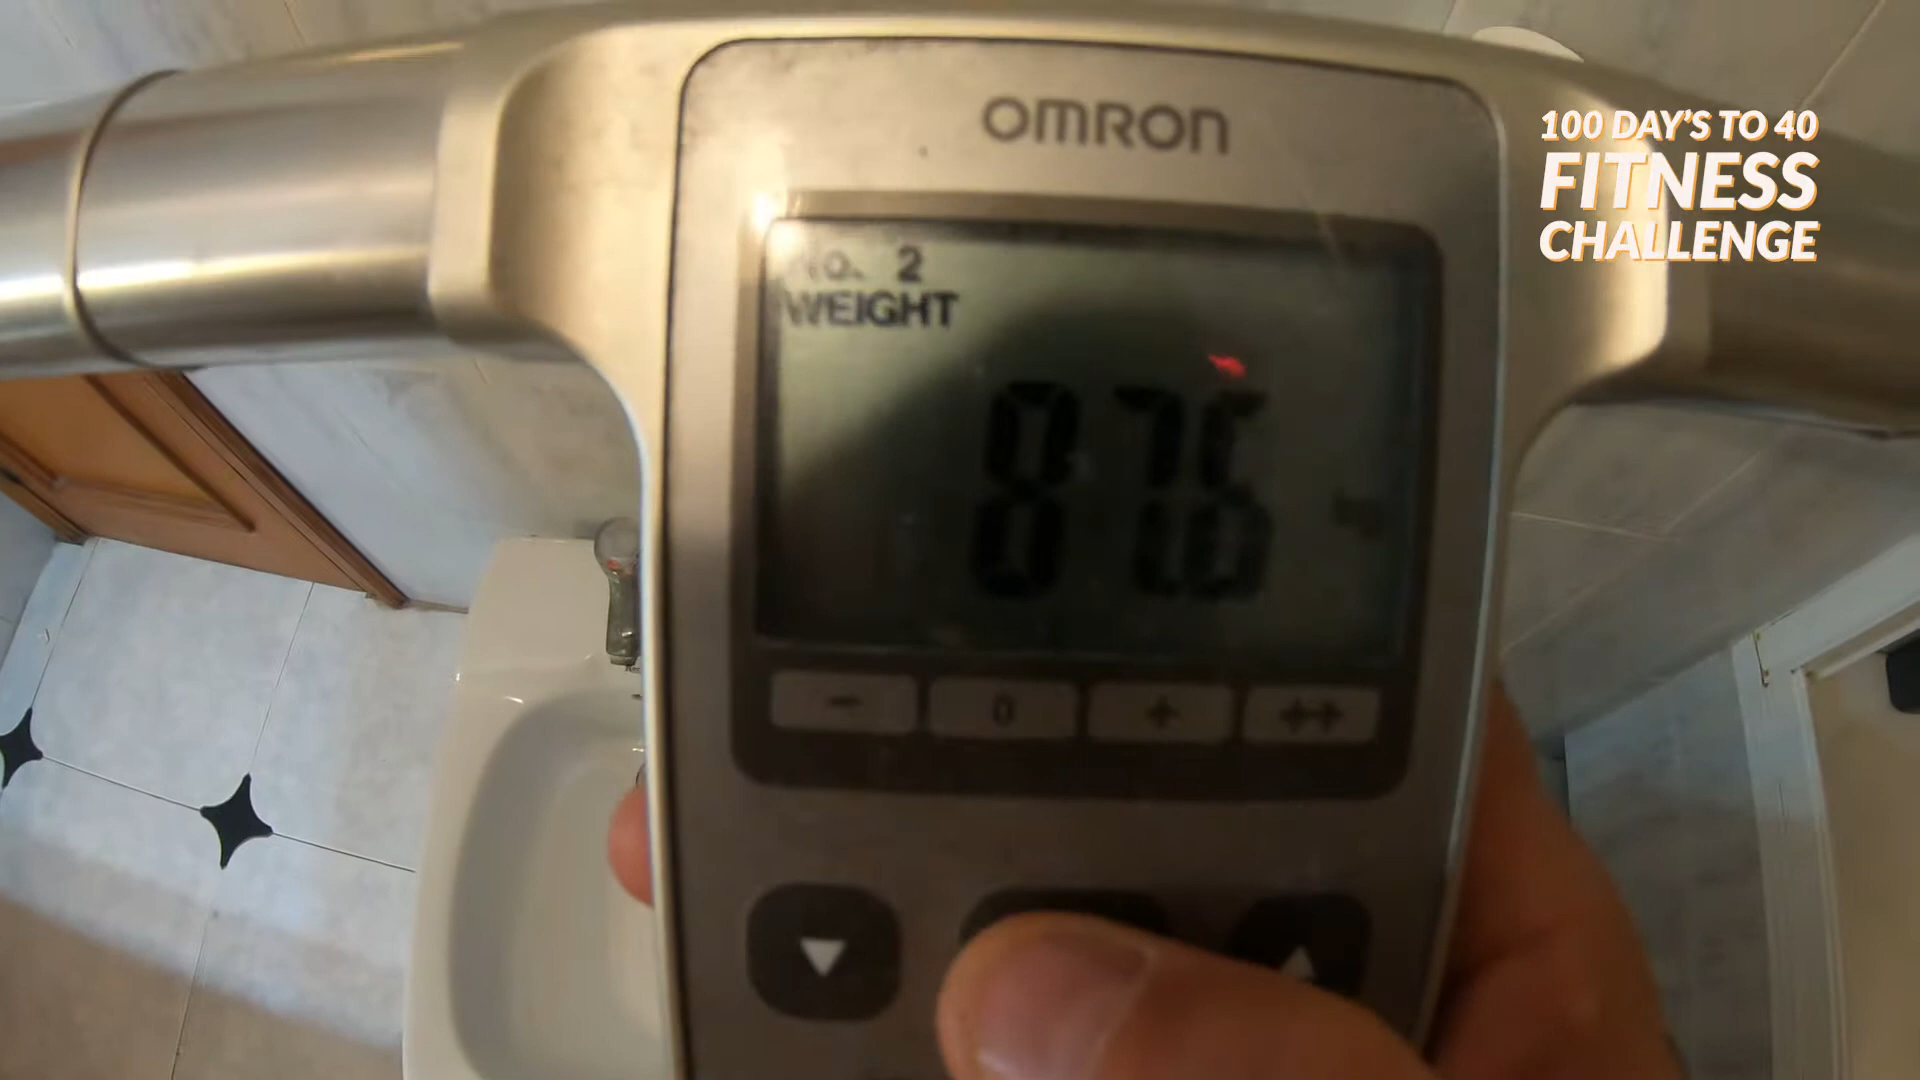 OMRON
100 DAY'S TO 40
FITNESS
CHALLENGE
No. 2
WEIGHT
87.6
- 0 + ++